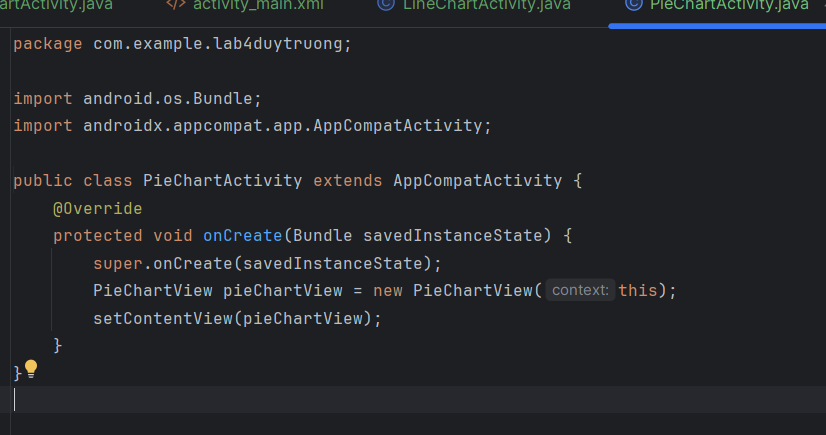 artActivity.java </> activity_main.xml © LineChartActivity.java © PieChartActivity.java
package com.example.lab4duytruong;
import android.os.Bundle;
import androidx.appcompat.app.AppCompatActivity;
public class PieChartActivity extends AppCompatActivity {
@Override
protected void onCreate(Bundle savedInstanceState) {
super.onCreate(savedInstanceState);
PieChartView pieChartView = new PieChartView( context: this);
setContentView(pieChartView);
}
}